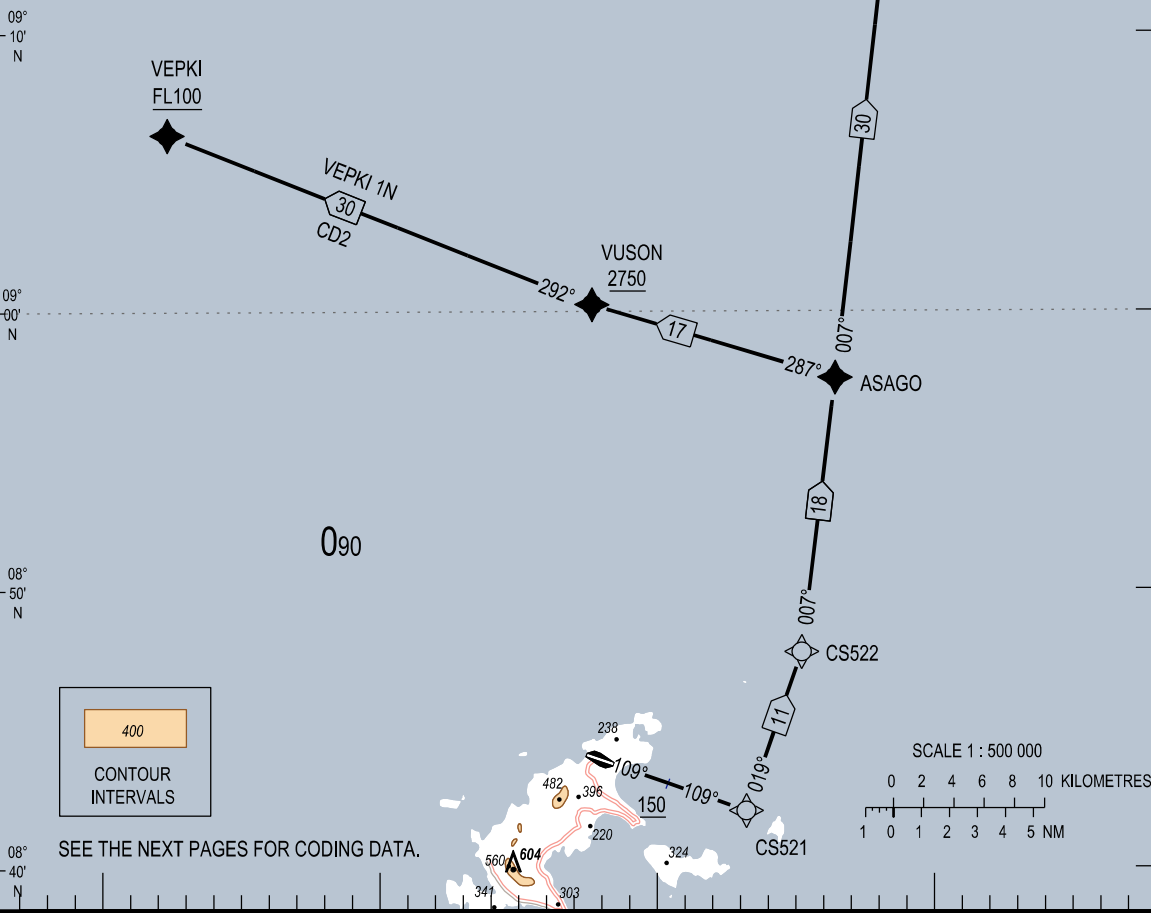 09°
10'
N
VEPKI
FL100
30
VEPKI 1N
30
CD2
VUSON
2750
292°
09°
00'
N
17
287°
007°
ASAGO
18
090
08°
50'
N
007°
CS522
11
400
CONTOUR
INTERVALS
238
109°
109°
019°
150
482
396
220
CS521
SCALE 1 : 500 000
0 2 4 6 8 10 KILOMETRES
1 0 1 2 3 4 5 NM
SEE THE NEXT PAGES FOR CODING DATA.
08°
40'
N
560
604
324
341
303